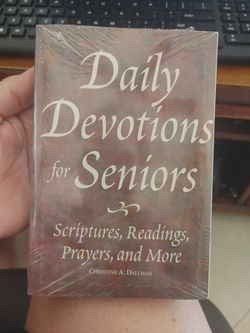 Daily
Devotions
for Seniors
Scriptures, Readings,
Prayers, and More
Christine A. Dallman